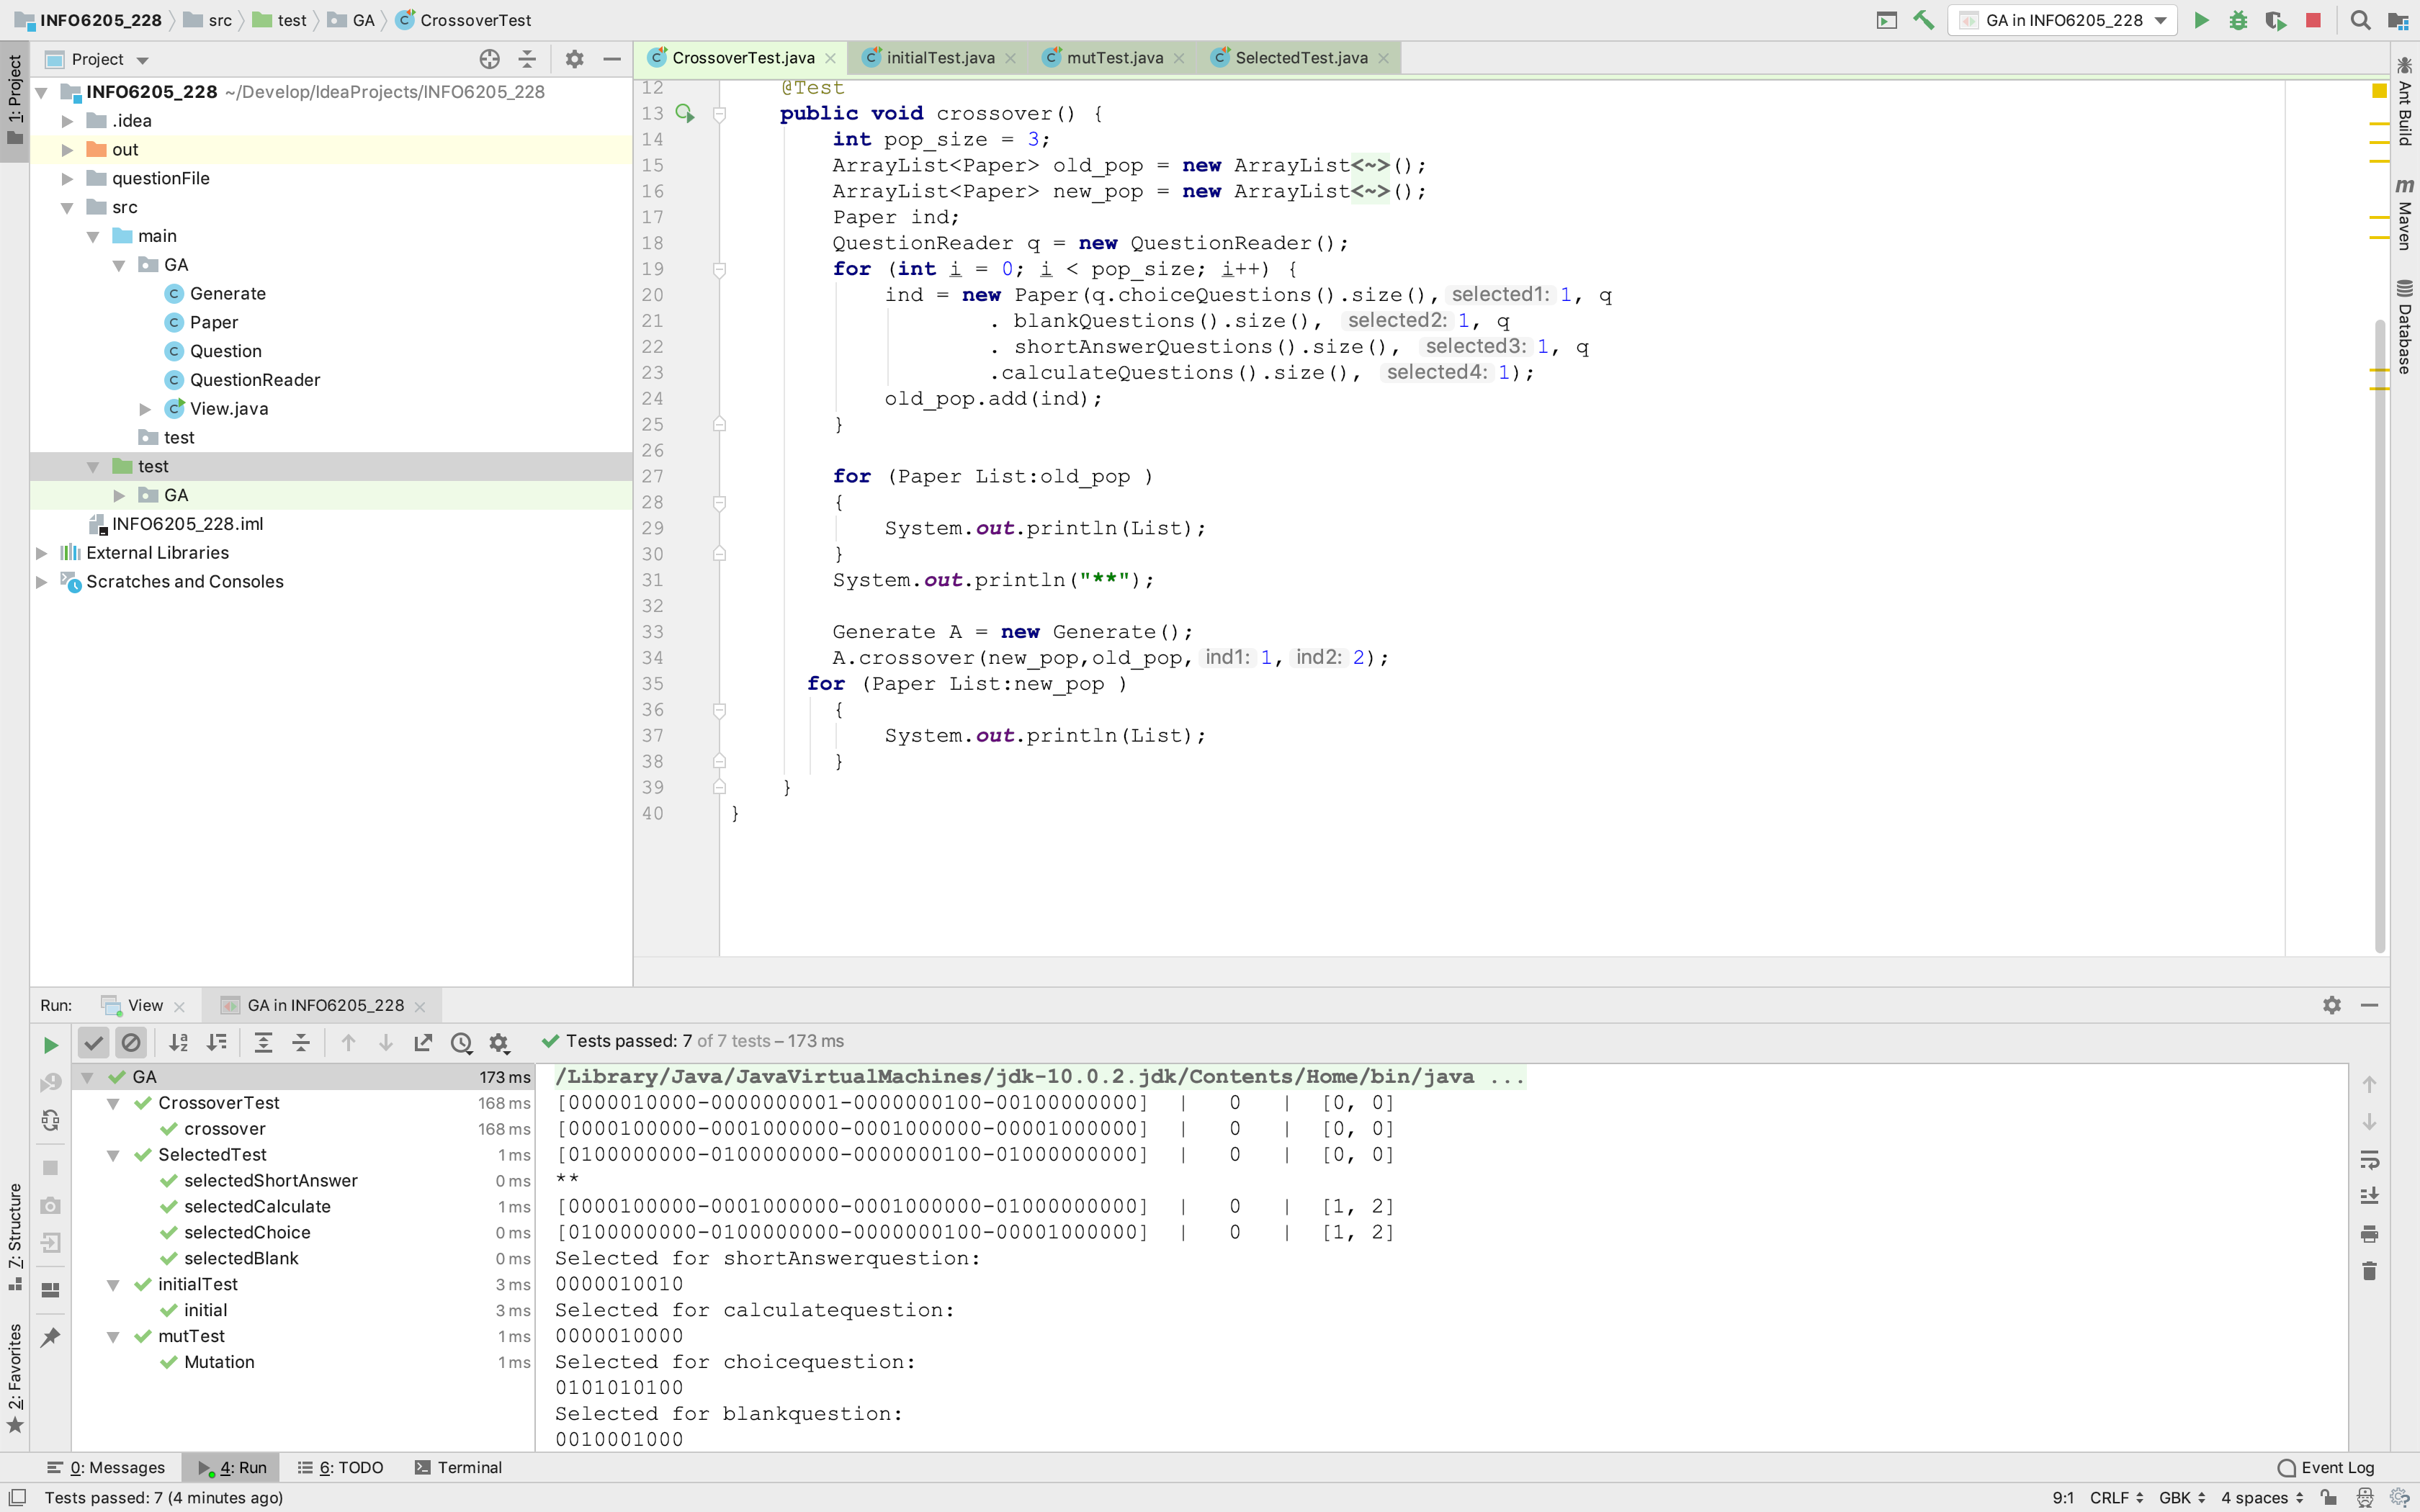 INFO6205_228 src test GA CrossoverTest
GA in INFO6205_228
1: Project
Project
INFO6205_228 ~/Develop/IdeaProjects/INFO6205_228
.idea
out
questionFile
src
main
GA
Generate
Paper
Question
QuestionReader
View.java
test
test
GA
INFO6205_228.iml
External Libraries
Scratches and Consoles
CrossoverTest.java initialTest.java mutTest.java SelectedTest.java
12 @Test
13 public void crossover() {
14 int pop_size = 3;
15 ArrayList<Paper> old_pop = new ArrayList<~>();
16 ArrayList<Paper> new_pop = new ArrayList<~>();
17 Paper ind;
18 QuestionReader q = new QuestionReader();
19 for (int i = 0; i < pop_size; i++) {
20 ind = new Paper(q.choiceQuestions().size(), selected1: 1, q
21 . blankQuestions().size(), selected2: 1, q
22 . shortAnswerQuestions().size(), selected3: 1, q
23 .calculateQuestions().size(), selected4: 1);
24 old_pop.add(ind);
25 }
26
27 for (Paper List:old_pop )
28 {
29 System.out.println(List);
30 }
31 System.out.println("**");
32
33 Generate A = new Generate();
34 A.crossover(new_pop,old_pop, ind1: 1, ind2: 2);
35 for (Paper List:new_pop )
36 {
37 System.out.println(List);
38 }
39 }
40 }
Ant Build
Maven
Database
Run: View GA in INFO6205_228
Tests passed: 7 of 7 tests – 173 ms
GA 173 ms
CrossoverTest 168 ms
crossover 168 ms
SelectedTest 1 ms
selectedShortAnswer 0 ms
selectedCalculate 1 ms
selectedChoice 0 ms
selectedBlank 0 ms
initialTest 3 ms
initial 3 ms
mutTest 1 ms
Mutation 1 ms
/Library/Java/JavaVirtualMachines/jdk-10.0.2.jdk/Contents/Home/bin/java ...
[0000010000-0000000001-0000000100-00100000000] | 0 | [0, 0]
[0000100000-0001000000-0001000000-00001000000] | 0 | [0, 0]
[0100000000-0100000000-0000000100-01000000000] | 0 | [0, 0]
**
[0000100000-0001000000-0001000000-01000000000] | 0 | [1, 2]
[0100000000-0100000000-0000000100-00001000000] | 0 | [1, 2]
Selected for shortAnswerquestion:
0000010010
Selected for calculatequestion:
0000010000
Selected for choicequestion:
0101010100
Selected for blankquestion:
0010001000
7: Structure
2: Favorites
0: Messages 4: Run 6: TODO Terminal Event Log
Tests passed: 7 (4 minutes ago) 9:1 CRLF GBK 4 spaces